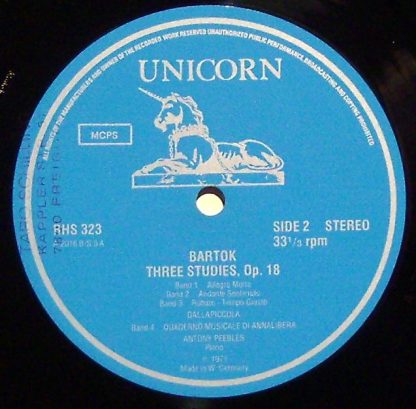 ALL RIGHTS OF THE MANUFACTURERS AND OWNER OF THE RECORDED WORK RESERVED UNAUTHORIZED PUBLIC PERFORMANCE, BROADCASTING AND COPYING PROHIBITED
UNICORN
MCPS
RHS 323
SIDE 2 STEREO
33 1/3 rpm
BARTOK
THREE STUDIES, Op. 18
Band 1 Allegro Molto
Band 2 Andante Sostenuto
Band 3 Rubato - Tempo Giusto
DALLAPICCOLA
Band 4 QUADERNO MUSICALE DI ANNALIBERA
ANTONY PEEBLES
Piano
Made in W. Germany